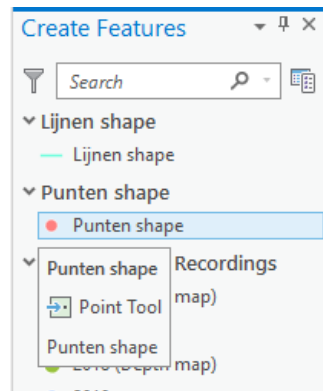 Create Features
Search
Lijnen shape
Lijnen shape
Punten shape
Punten shape
Recordings
map)
Punten shape
Point Tool
Punten shape
(Depth map)